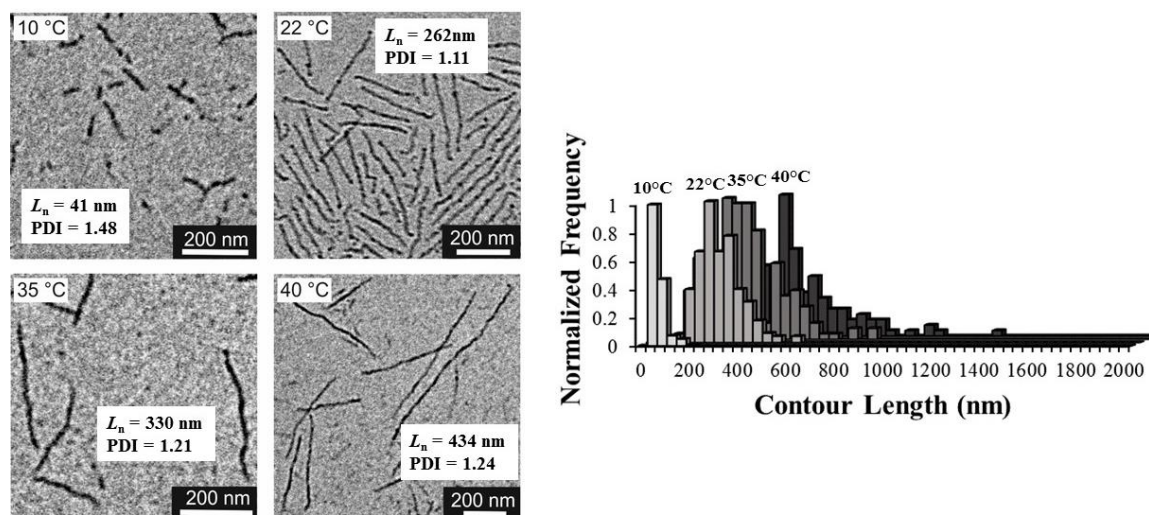 10 °C
Ln = 41 nm
PDI = 1.48
200 nm
22 °C
Ln = 262nm
PDI = 1.11
200 nm
35 °C
Ln = 330 nm
PDI = 1.21
200 nm
40 °C
Ln = 434 nm
PDI = 1.24
200 nm
10°C 22°C 35°C 40°C
Normalized Frequency
1
0.8
0.6
0.4
0.2
0
0 200 400 600 800 1000 1200 1400 1600 1800 2000
Contour Length (nm)